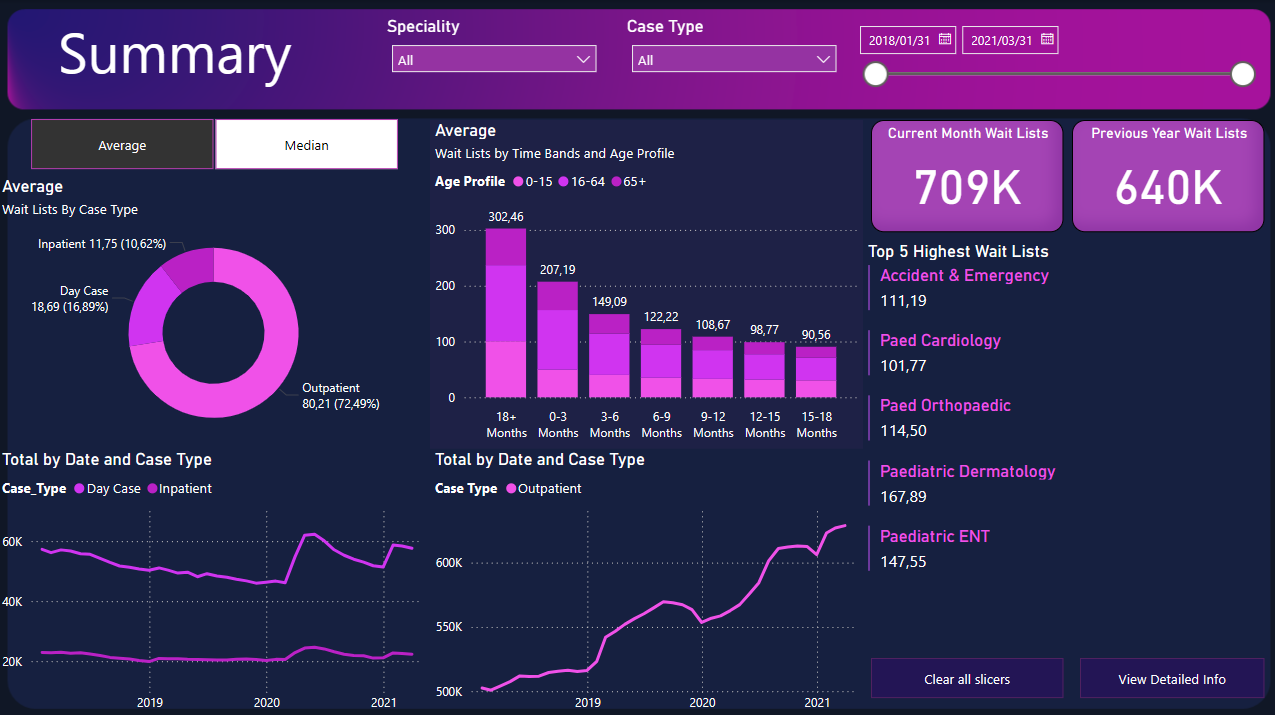 Summary
Speciality
All
Case Type
All
2018/01/31
2021/03/31
Average
Median
Average
Wait Lists By Case Type
Inpatient 11,75 (10,62%)
Day Case
18,69 (16,89%)
Outpatient
80,21 (72,49%)
Average
Wait Lists by Time Bands and Age Profile
Age Profile 0-15 16-64 65+
300
200
100
0
302,46
207,19
149,09
122,22
108,67
98,77
90,56
18+ Months
0-3 Months
3-6 Months
6-9 Months
9-12 Months
12-15 Months
15-18 Months
Current Month Wait Lists
709K
Previous Year Wait Lists
640K
Top 5 Highest Wait Lists
Accident & Emergency
111,19
Paed Cardiology
101,77
Paed Orthopaedic
114,50
Paediatric Dermatology
167,89
Paediatric ENT
147,55
Total by Date and Case Type
Case_Type Day Case Inpatient
60K
40K
20K
2019 2020 2021
Total by Date and Case Type
Case Type Outpatient
600K
550K
500K
2019 2020 2021
Clear all slicers
View Detailed Info